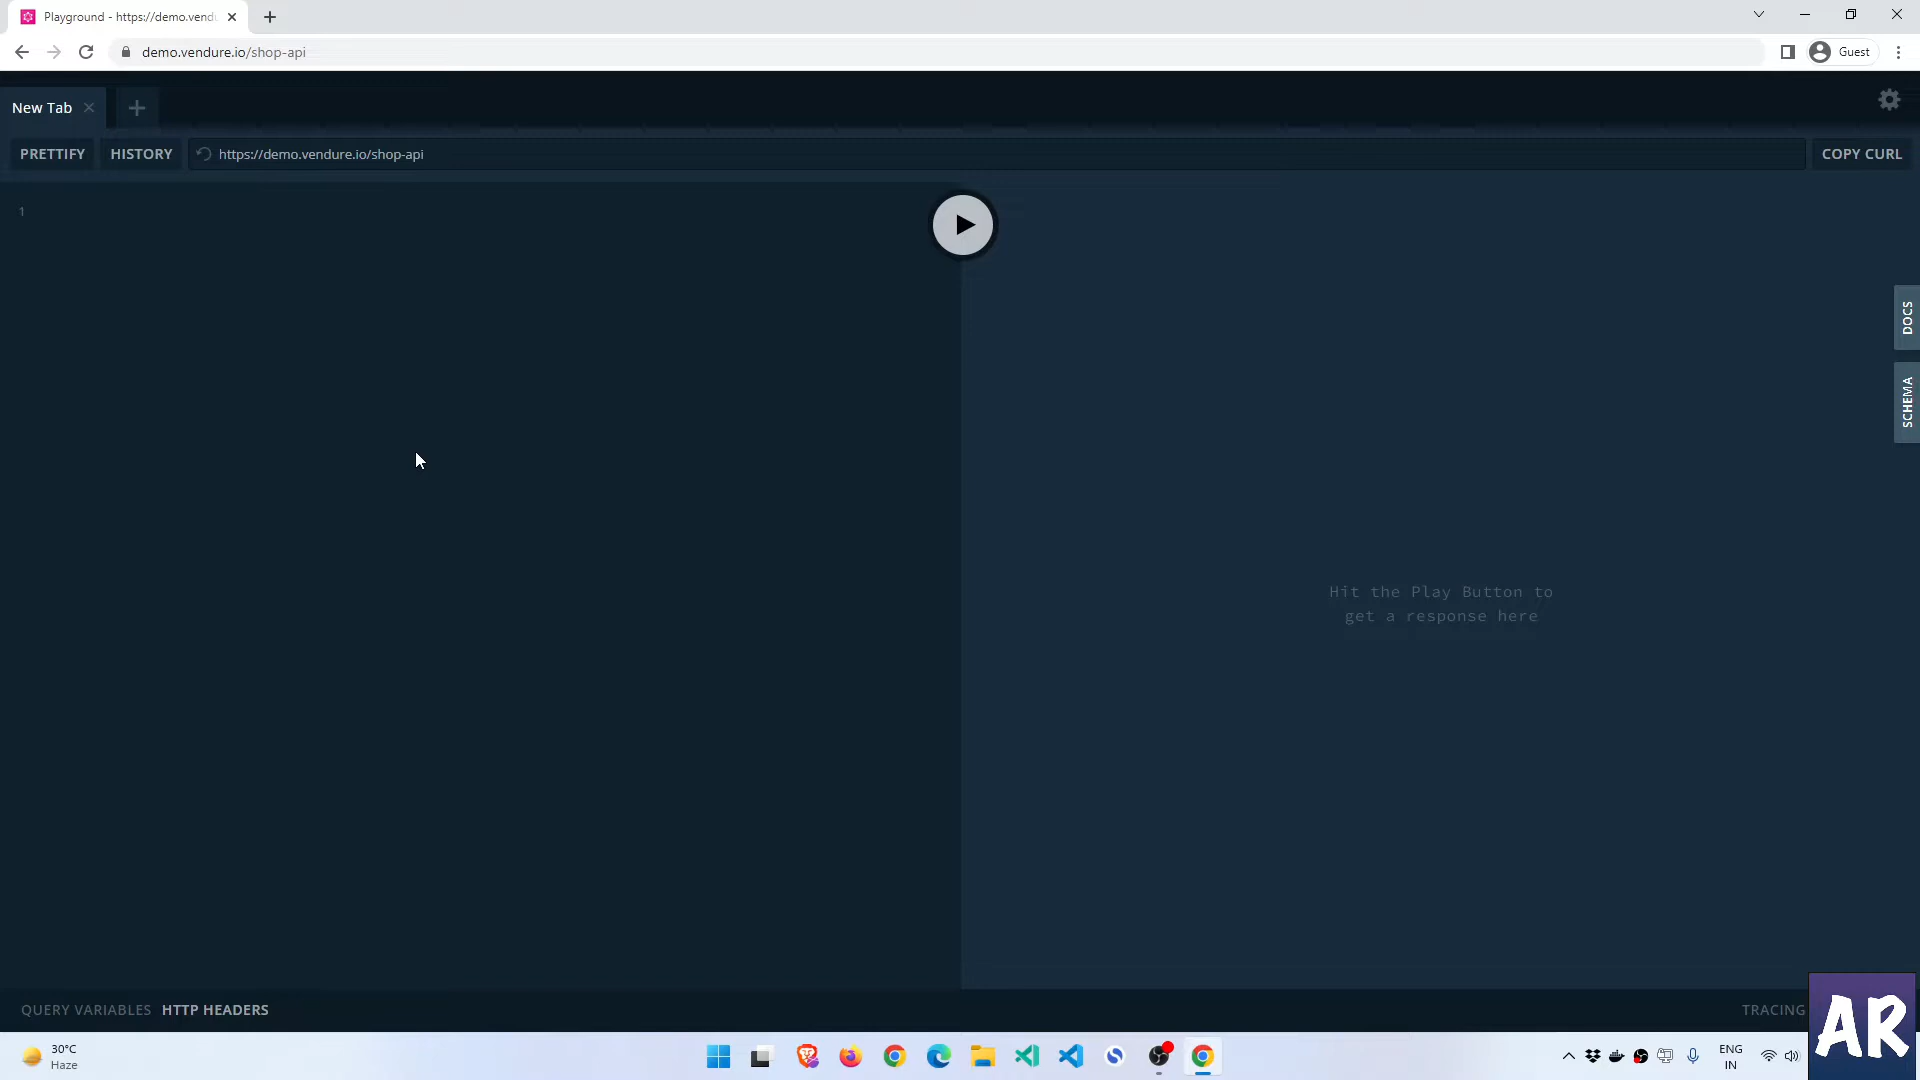 Playground - https://demo.vendu
demo.vendure.io/shop-api
Guest
New Tab
PRETTIFY
HISTORY
https://demo.vendure.io/shop-api
COPY CURL
1
DOCS
SCHEMA
Hit the Play Button to
get a response here
QUERY VARIABLES
HTTP HEADERS
TRACING
30°C
Haze
ENG
IN
AR